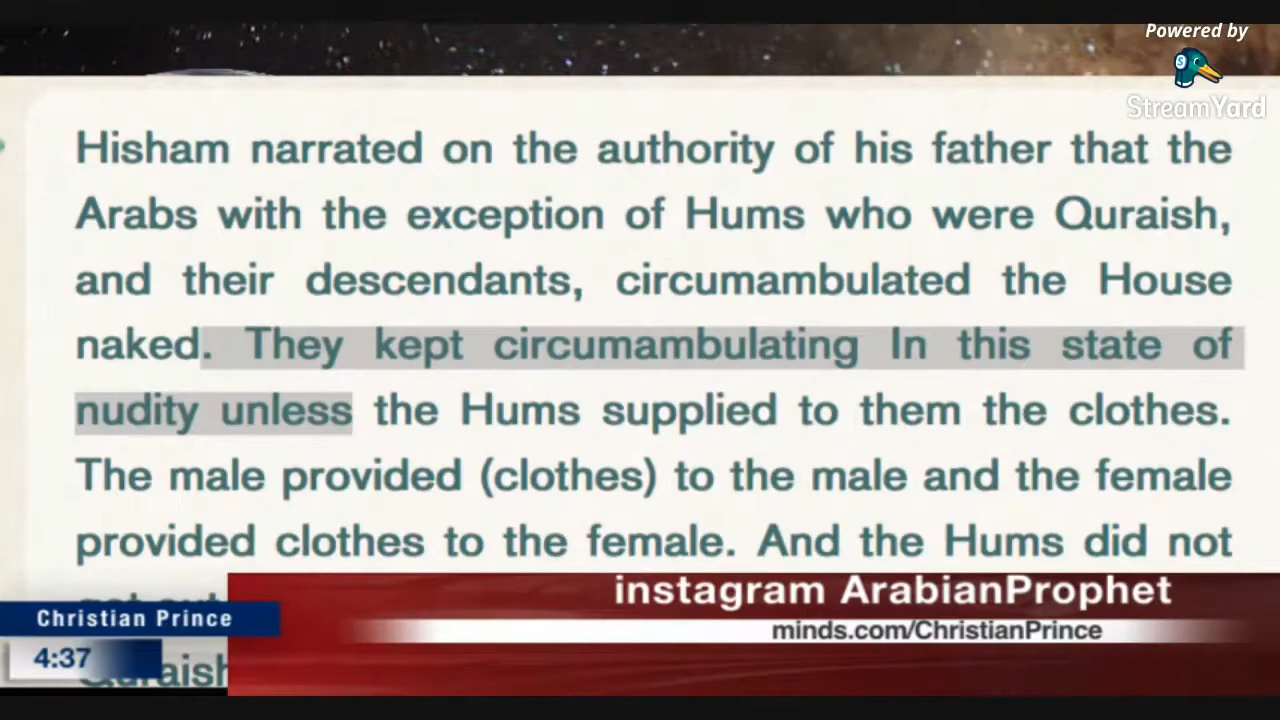 Powered by
StreamYard
Hisham narrated on the authority of his father that the
Arabs with the exception of Hums who were Quraish,
and their descendants, circumambulated the House
naked. They kept circumambulating In this state of
nudity unless the Hums supplied to them the clothes.
The male provided (clothes) to the male and the female
provided clothes to the female. And the Hums did not
instagram ArabianProphet
Christian Prince
minds.com/ChristianPrince
4:37